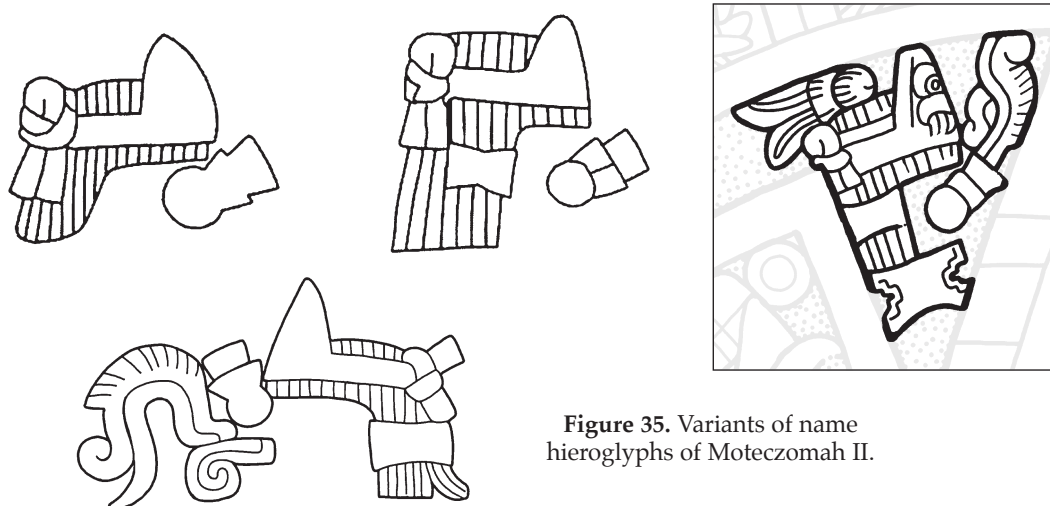 Figure 35. Variants of name
hieroglyphs of Moteczomah II.